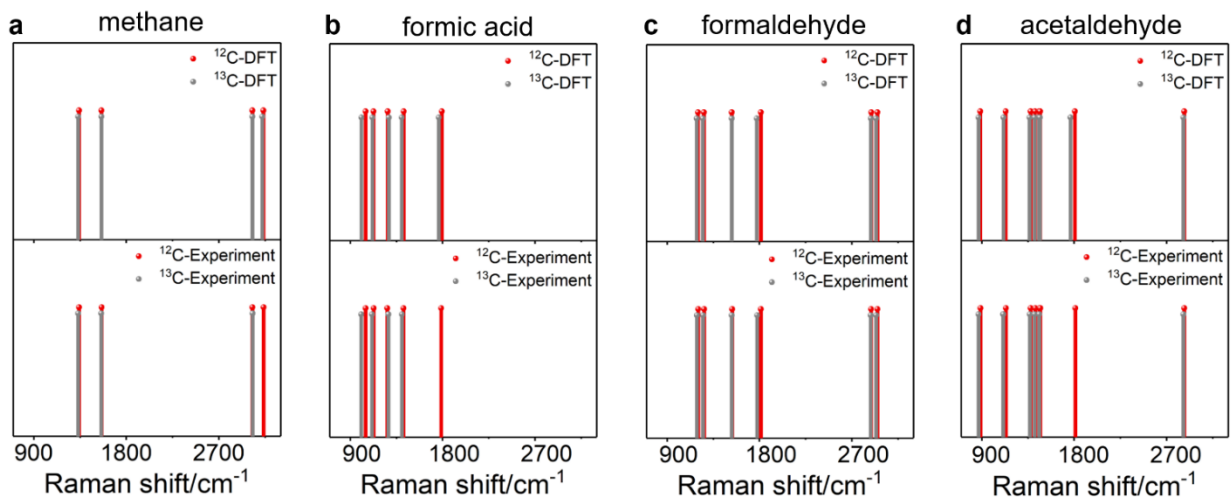 a methane
¹²C-DFT
¹³C-DFT
¹²C-Experiment
¹³C-Experiment
900 1800 2700
Raman shift/cm⁻¹
b formic acid
¹²C-DFT
¹³C-DFT
¹²C-Experiment
¹³C-Experiment
900 1800 2700
Raman shift/cm⁻¹
c formaldehyde
¹²C-DFT
¹³C-DFT
¹²C-Experiment
¹³C-Experiment
900 1800 2700
Raman shift/cm⁻¹
d acetaldehyde
¹²C-DFT
¹³C-DFT
¹²C-Experiment
¹³C-Experiment
900 1800 2700
Raman shift/cm⁻¹